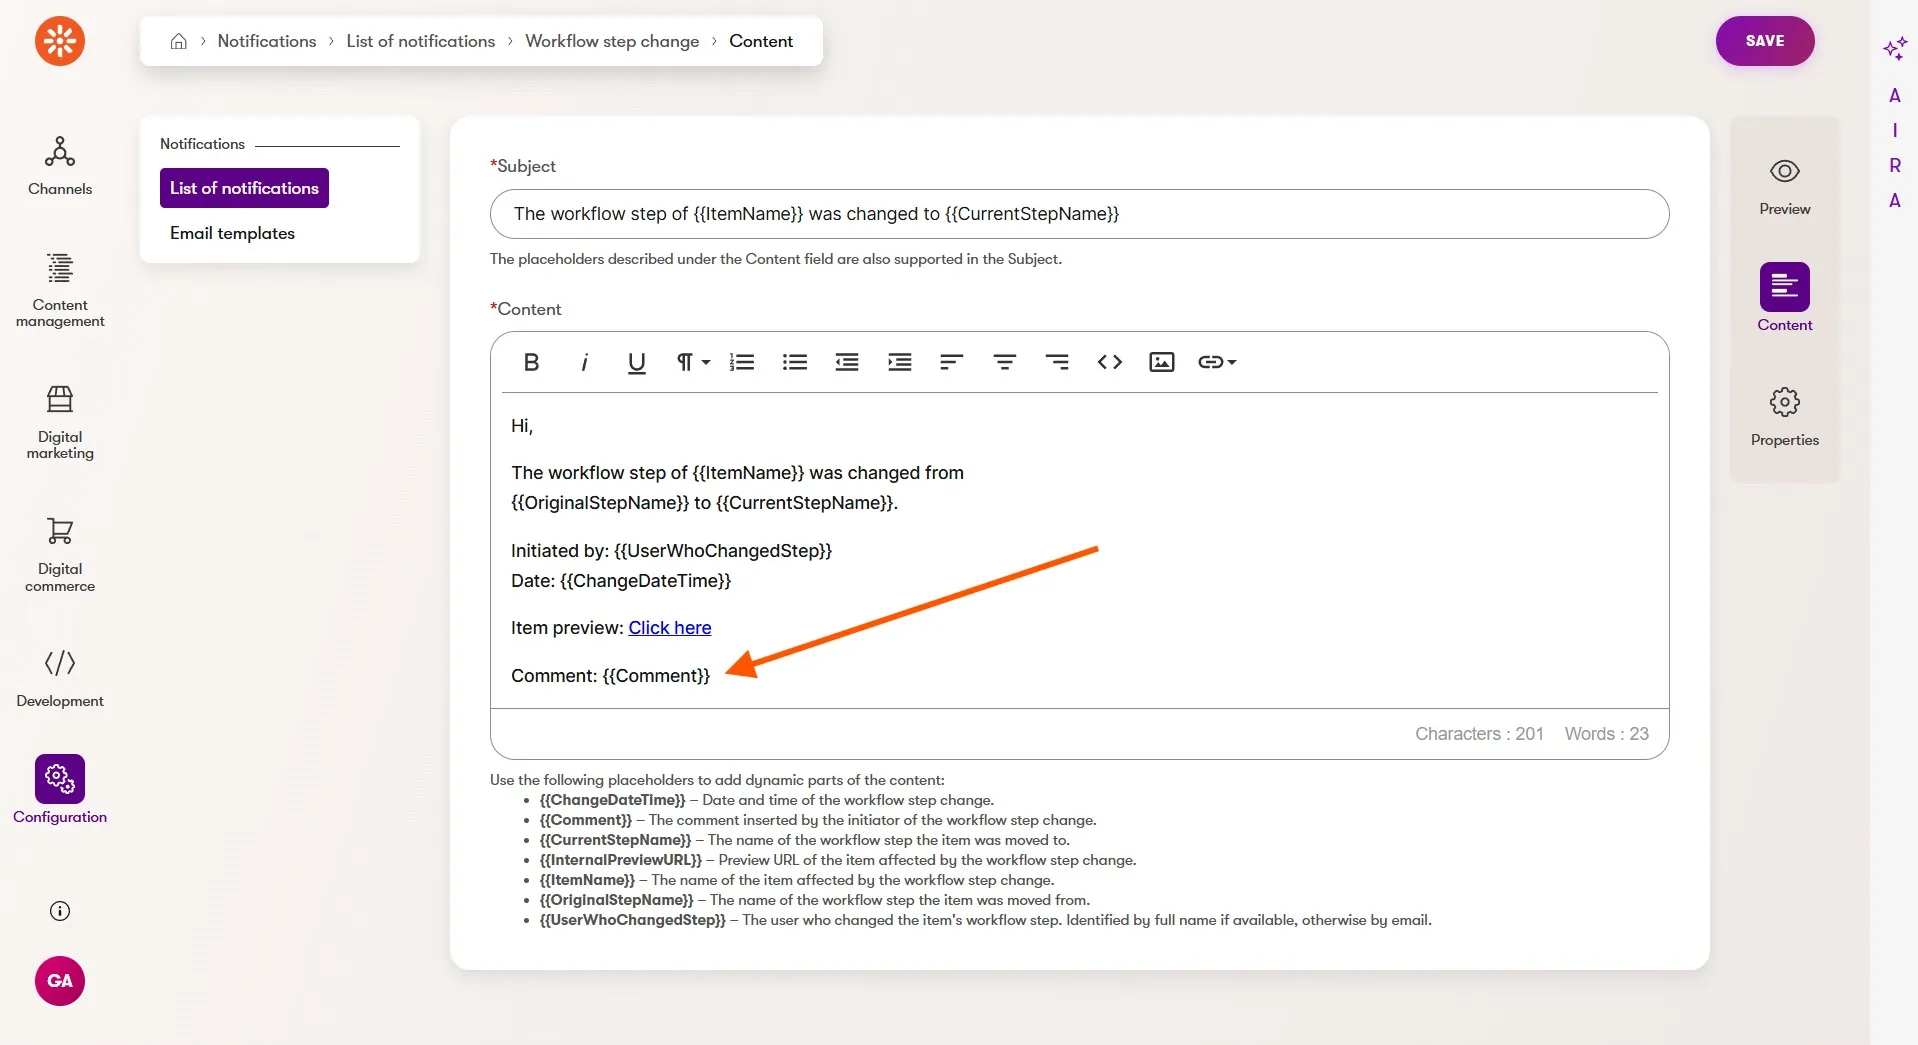 Notifications
List of notifications
Workflow step change
Content
SAVE
A
I
R
A
Channels
Content
management
Digital
marketing
Digital
commerce
Development
Configuration
GA
Notifications
List of notifications
Email templates
*Subject
The workflow step of {{ItemName}} was changed to {{CurrentStepName}}
The placeholders described under the Content field are also supported in the Subject.
*Content
Hi,
The workflow step of {{ItemName}} was changed from
{{OriginalStepName}} to {{CurrentStepName}}.
Initiated by: {{UserWhoChangedStep}}
Date: {{ChangeDateTime}}
Item preview: Click here
Comment: {{Comment}}
Characters : 201 Words : 23
Use the following placeholders to add dynamic parts of the content:
• {{ChangeDateTime}} – Date and time of the workflow step change.
• {{Comment}} – The comment inserted by the initiator of the workflow step change.
• {{CurrentStepName}} – The name of the workflow step the item was moved to.
• {{InternalPreviewURL}} – Preview URL of the item affected by the workflow step change.
• {{ItemName}} – The name of the item affected by the workflow step change.
• {{OriginalStepName}} – The name of the workflow step the item was moved from.
• {{UserWhoChangedStep}} – The user who changed the item's workflow step. Identified by full name if available, otherwise by email.
Preview
Content
Properties